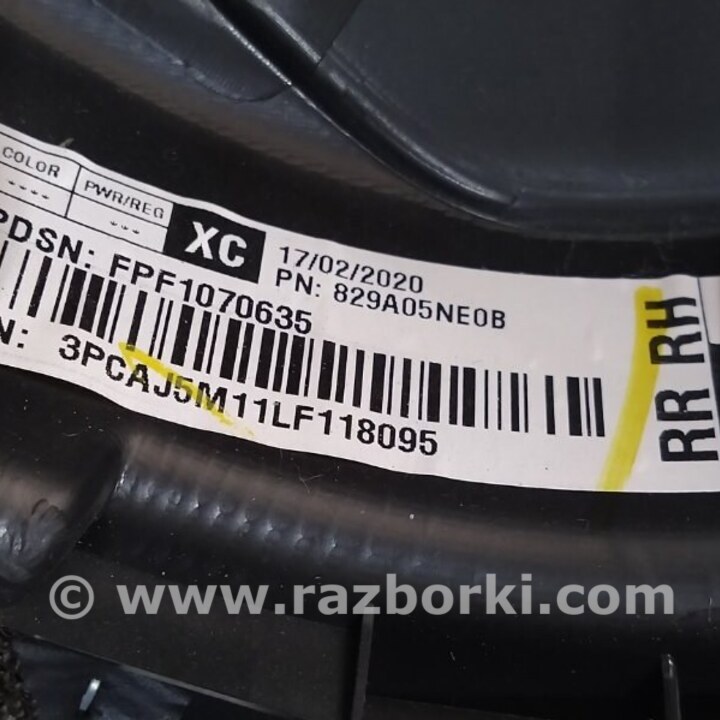 COLOR
----
PWR/REG
---
XC
17/02/2020
PDSN: FPF1070635
PN: 829A05NE0B
N: 3PCAJ5M11LF118095
RR RH
© www.razborki.com